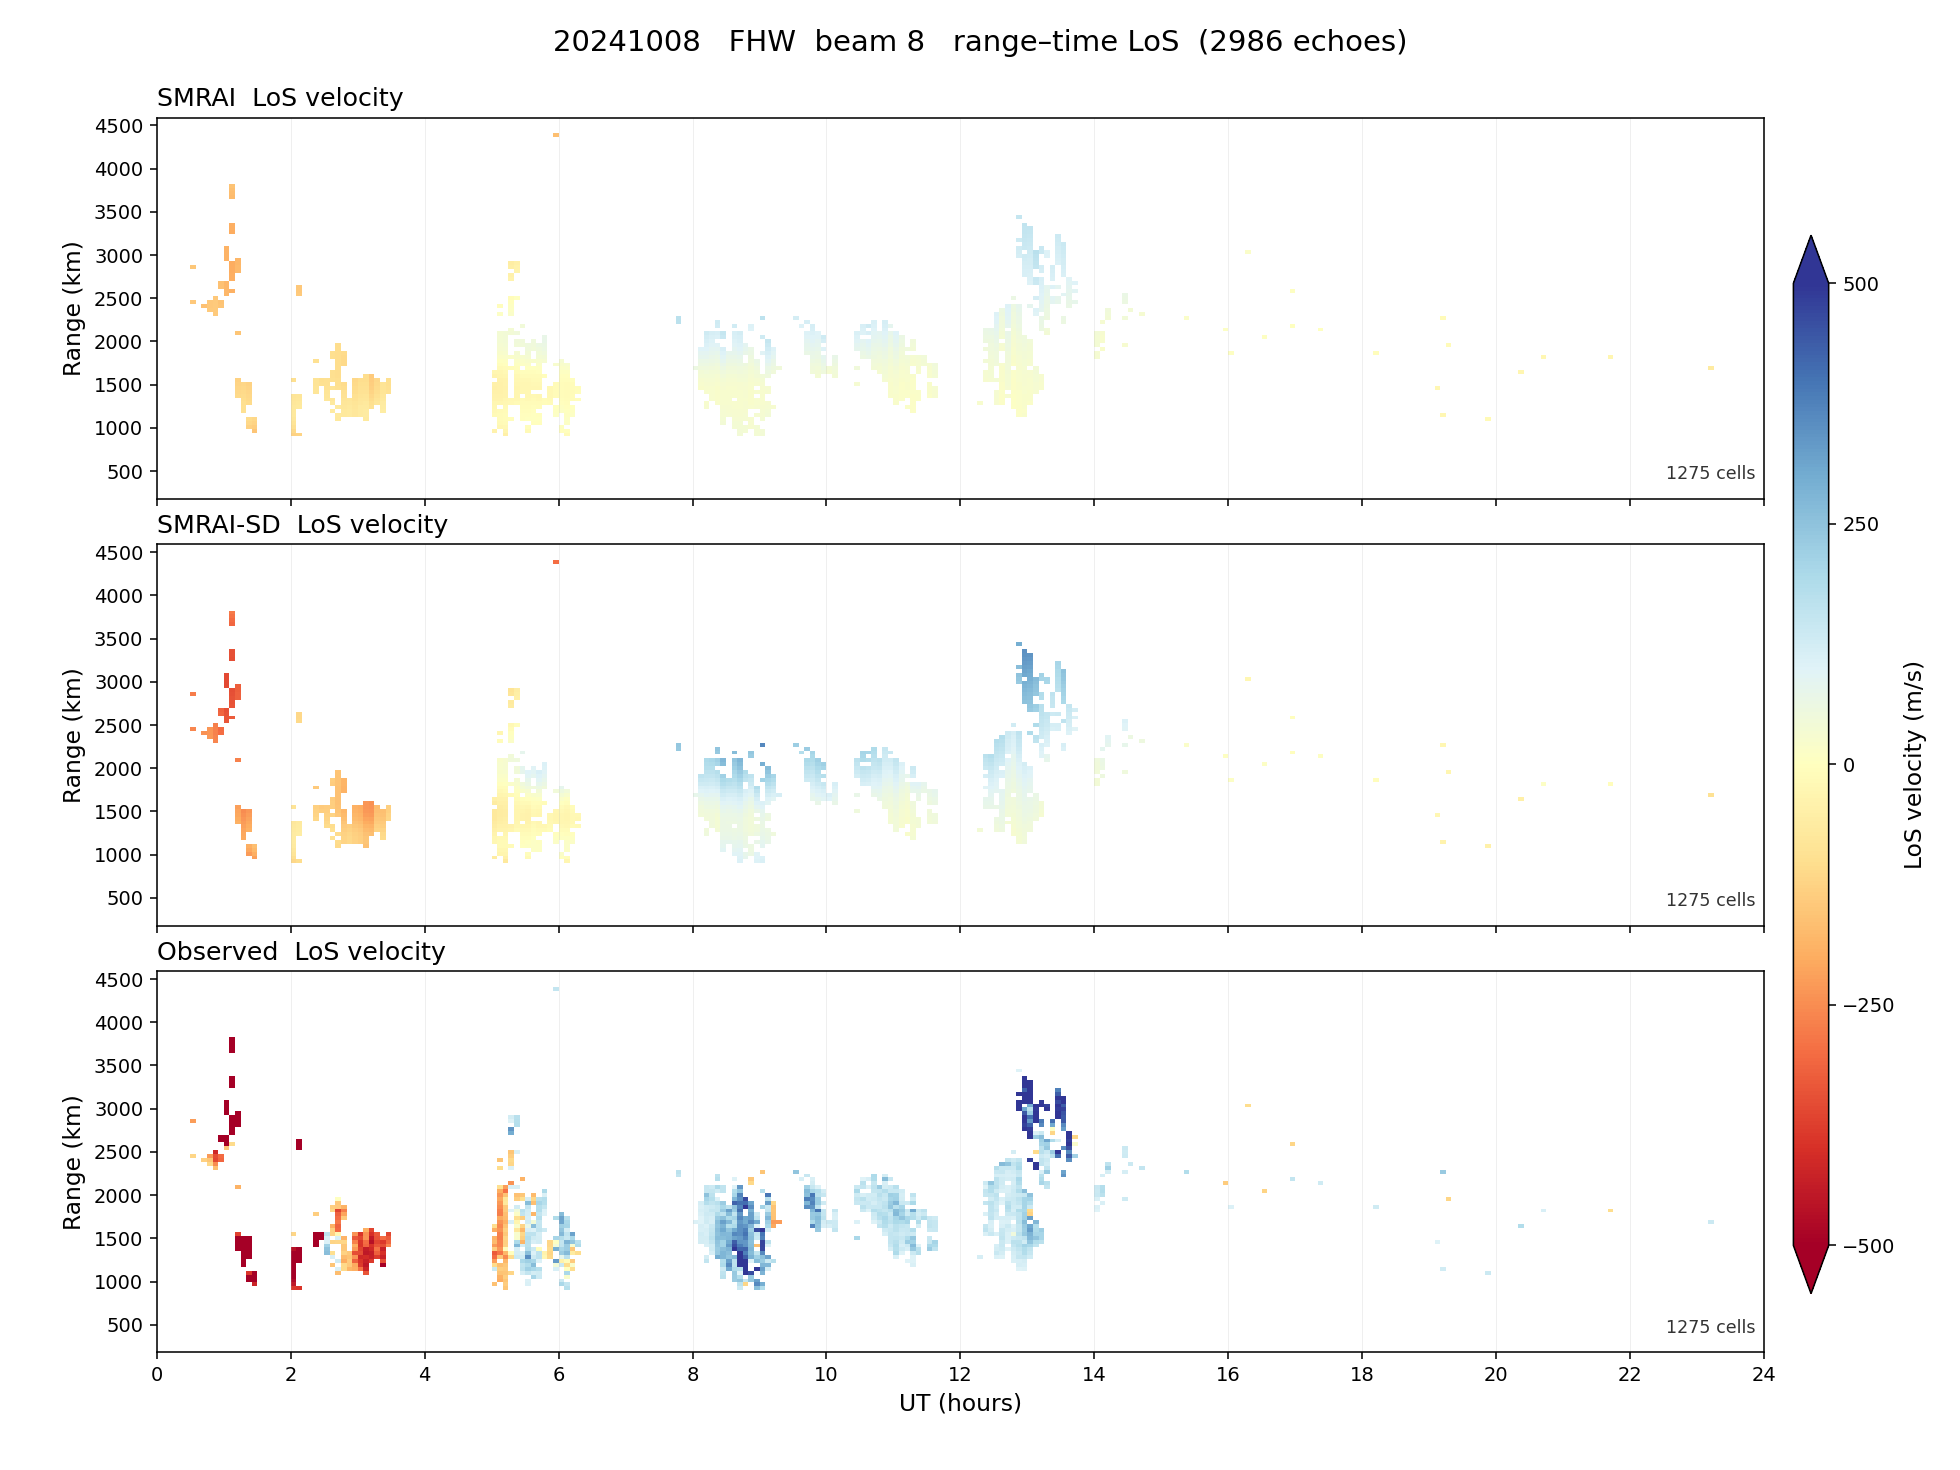 20241008   FHW  beam 8   range–time LoS  (2986 echoes)
SMRAI  LoS velocity
4500
4000
3500
3000
2500
2000
1500
1000
500
Range (km)
1275 cells
SMRAI-SD  LoS velocity
4500
4000
3500
3000
2500
2000
1500
1000
500
Range (km)
1275 cells
Observed  LoS velocity
4500
4000
3500
3000
2500
2000
1500
1000
500
Range (km)
1275 cells
0 2 4 6 8 10 12 14 16 18 20 22 24
UT (hours)
500
250
0
−250
−500
LoS velocity (m/s)